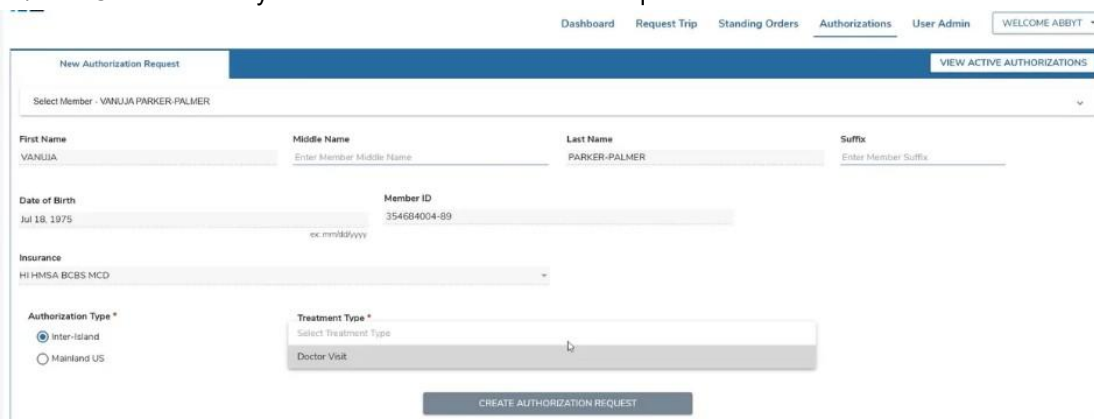 Dashboard Request Trip Standing Orders Authorizations User Admin WELCOME ABBYT
New Authorization Request VIEW ACTIVE AUTHORIZATIONS
Select Member - VANUJA PARKER-PALMER
First Name Middle Name Last Name Suffix
VANUJA Enter Member Middle Name PARKER-PALMER Enter Member Suffix
Date of Birth Member ID
Jul 18, 1975 354684004-89
ex: mm/dd/yyyy
Insurance
HI HMSA BCBS MCD
Authorization Type * Treatment Type *
Inter-Island Select Treatment Type
Mainland US Doctor Visit
CREATE AUTHORIZATION REQUEST